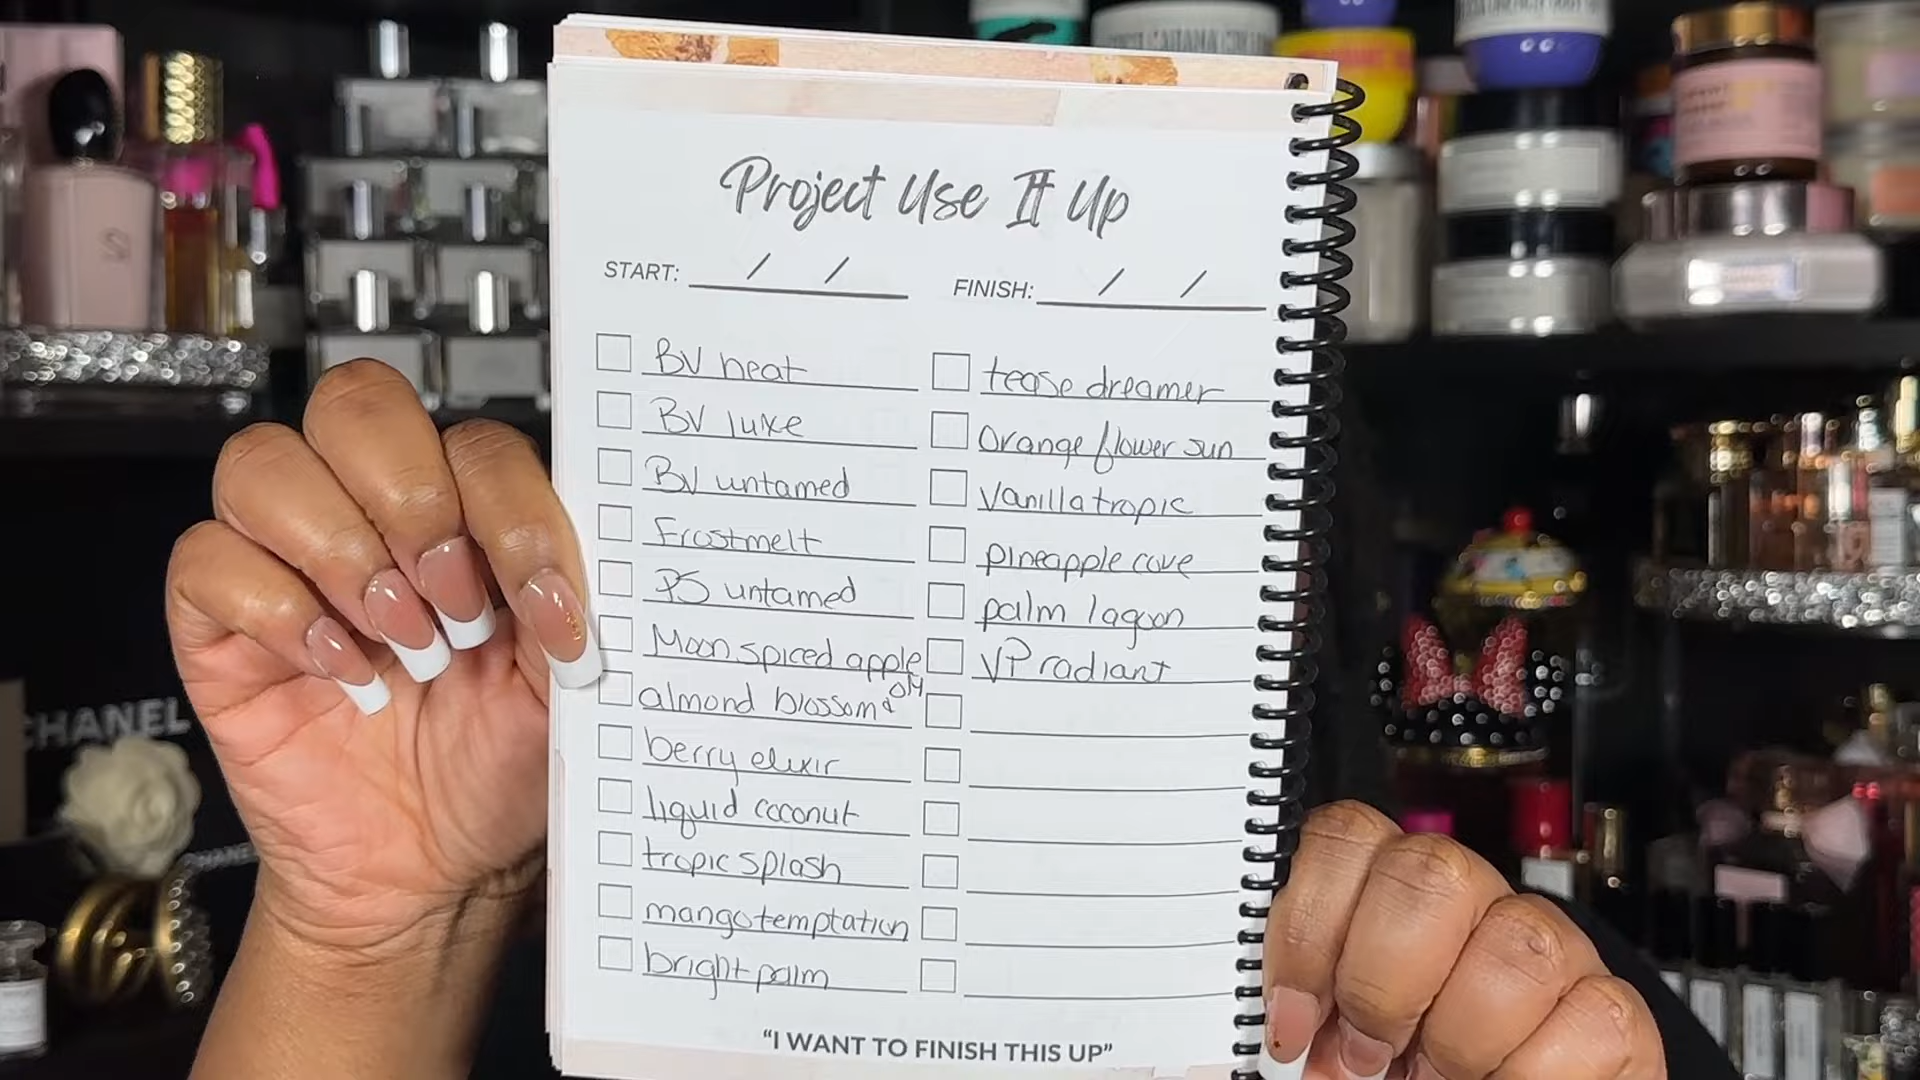 Project Use It Up
START: / /
FINISH: / /
BV heat
BV luxe
BV untamed
Frostmelt
PS untamed
Moon spiced apple
almond blossom & OM
berry elixir
liquid coconut
tropic splash
mango temptation
bright palm
tease dreamer
Orange flower sun
Vanilla tropic
pineapple cove
palm lagoon
VP radiant
"I WANT TO FINISH THIS UP"
CHANEL
CHANEL